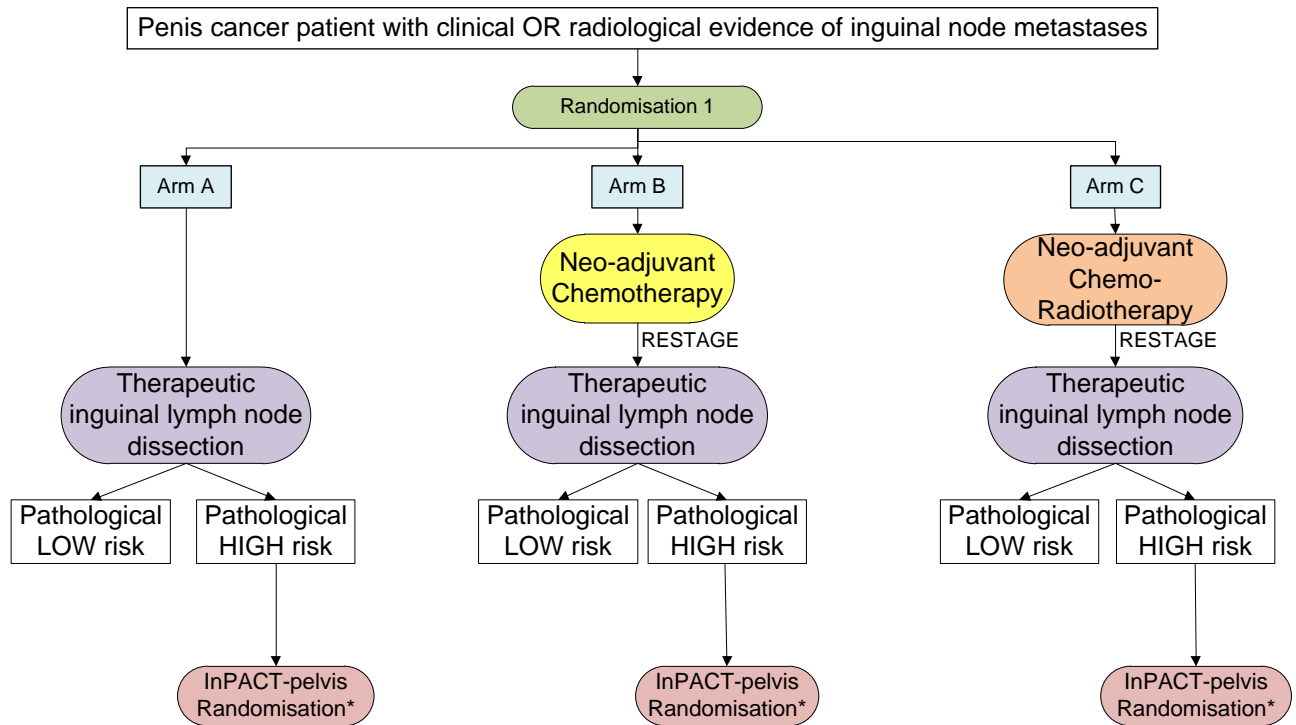 Penis cancer patient with clinical OR radiological evidence of inguinal node metastases
Randomisation 1
Arm A
Arm B
Arm C
Neo-adjuvant
Chemotherapy
Neo-adjuvant
Chemo-
Radiotherapy
RESTAGE
RESTAGE
Therapeutic
inguinal lymph node
dissection
Therapeutic
inguinal lymph node
dissection
Therapeutic
inguinal lymph node
dissection
Pathological
LOW risk
Pathological
HIGH risk
Pathological
LOW risk
Pathological
HIGH risk
Pathological
LOW risk
Pathological
HIGH risk
InPACT-pelvis
Randomisation*
InPACT-pelvis
Randomisation*
InPACT-pelvis
Randomisation*